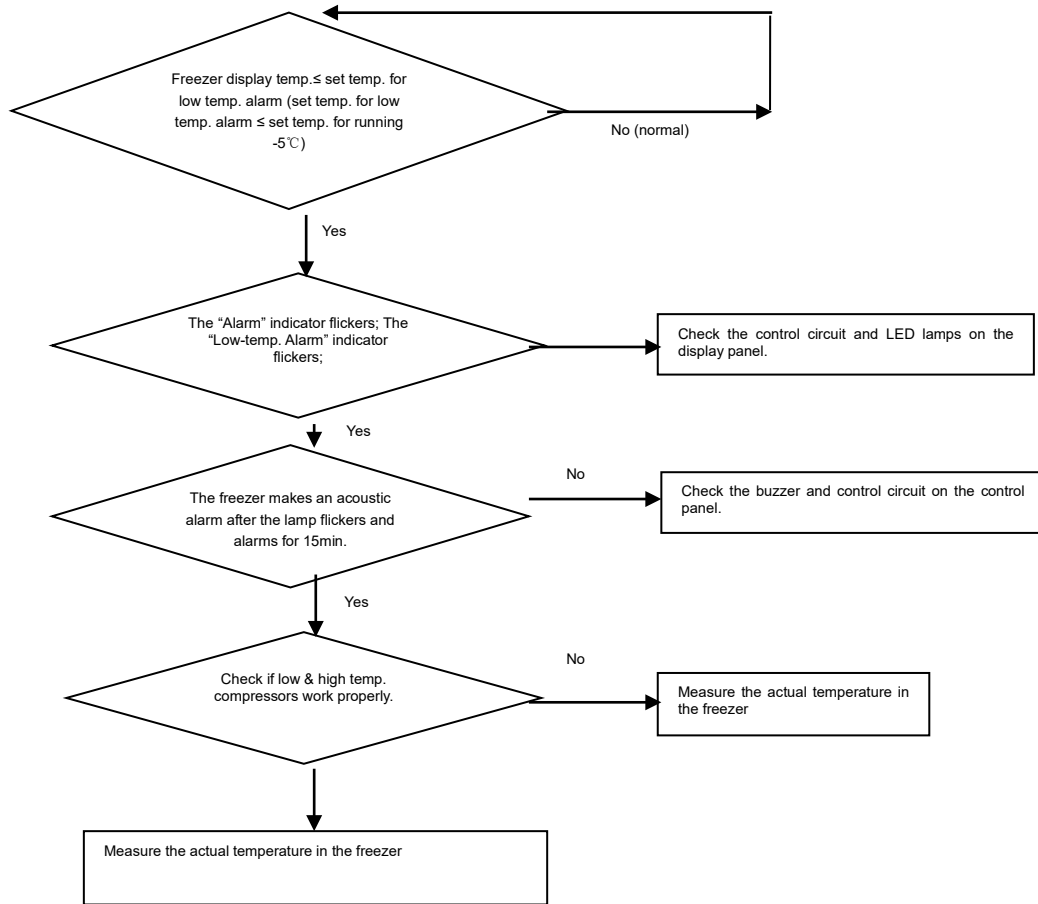 Freezer display temp.≤ set temp. for
low temp. alarm (set temp. for low
temp. alarm ≤ set temp. for running
-5℃)
No (normal)
Yes
The “Alarm” indicator flickers; The
“Low-temp. Alarm” indicator
flickers;
Check the control circuit and LED lamps on the
display panel.
Yes
The freezer makes an acoustic
alarm after the lamp flickers and
alarms for 15min.
No
Check the buzzer and control circuit on the control
panel.
Yes
Check if low & high temp.
compressors work properly.
No
Measure the actual temperature in
the freezer
Measure the actual temperature in the freezer